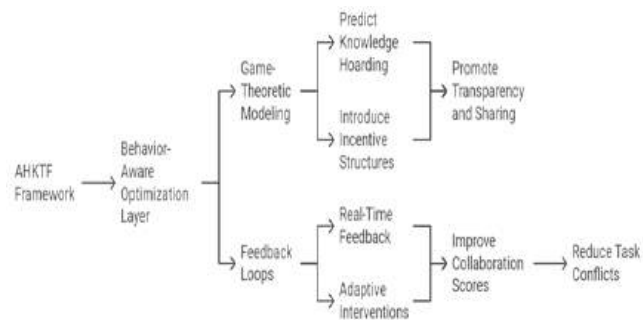 Predict
Knowledge
Hoarding
Game-
Theoretic
Modeling
Promote
Transparency
and Sharing
Introduce
Incentive
Structures
AHKTF
Framework
Behavior-
Aware
Optimization
Layer
Real-Time
Feedback
Feedback
Loops
Improve
Collaboration
Scores
Reduce Task
Conflicts
Adaptive
Interventions